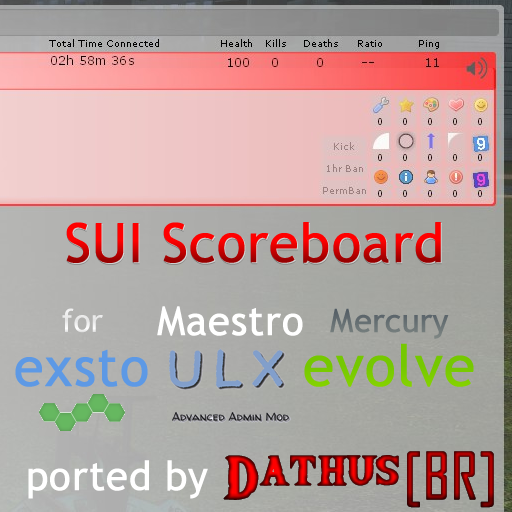 Total Time Connected Health Kills Deaths Ratio Ping
02h 58m 36s 100 0 0 -- 11
0 0 0 0 0
Kick
9
0 0 0 0 0
1hr Ban
9
PermBan
0 0 0 0 0
SUI Scoreboard
for Maestro Mercury
exsto ULX evolve
Advanced Admin Mod
ported by Dathus[BR]